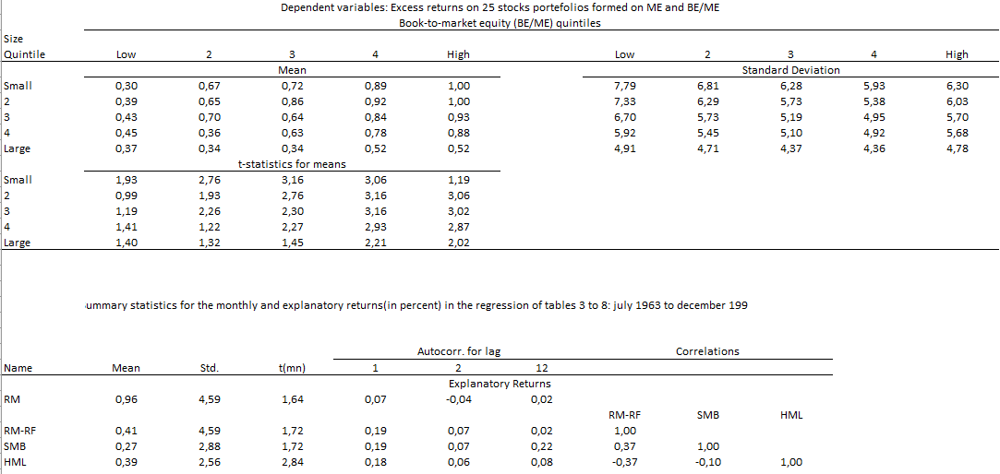 Dependent variables: Excess returns on 25 stocks portefolios formed on ME and BE/ME
Book-to-market equity (BE/ME) quintiles
Size
Quintile Low 2 3 4 High Low 2 3 4 High
Mean Standard Deviation
Small 0,30 0,67 0,72 0,89 1,00 7,79 6,81 6,28 5,93 6,30
2 0,39 0,65 0,86 0,92 1,00 7,33 6,29 5,73 5,38 6,03
3 0,43 0,70 0,64 0,84 0,93 6,70 5,73 5,19 4,95 5,70
4 0,45 0,36 0,63 0,78 0,88 5,92 5,45 5,10 4,92 5,68
Large 0,37 0,34 0,34 0,52 0,52 4,91 4,71 4,37 4,36 4,78
t-statistics for means
Small 1,93 2,76 3,16 3,06 1,19
2 0,99 1,93 2,76 3,16 3,06
3 1,19 2,26 2,30 3,16 3,02
4 1,41 1,22 2,27 2,93 2,87
Large 1,40 1,32 1,45 2,21 2,02
ummary statistics for the monthly and explanatory returns(in percent) in the regression of tables 3 to 8: july 1963 to december 199
Autocorr. for lag Correlations
Name Mean Std. t(mn) 1 2 12
Explanatory Returns
RM 0,96 4,59 1,64 0,07 -0,04 0,02
RM-RF SMB HML
RM-RF 0,41 4,59 1,72 0,19 0,07 0,02 1,00
SMB 0,27 2,88 1,72 0,19 0,07 0,22 0,37 1,00
HML 0,39 2,56 2,84 0,18 0,06 0,08 -0,37 -0,10 1,00